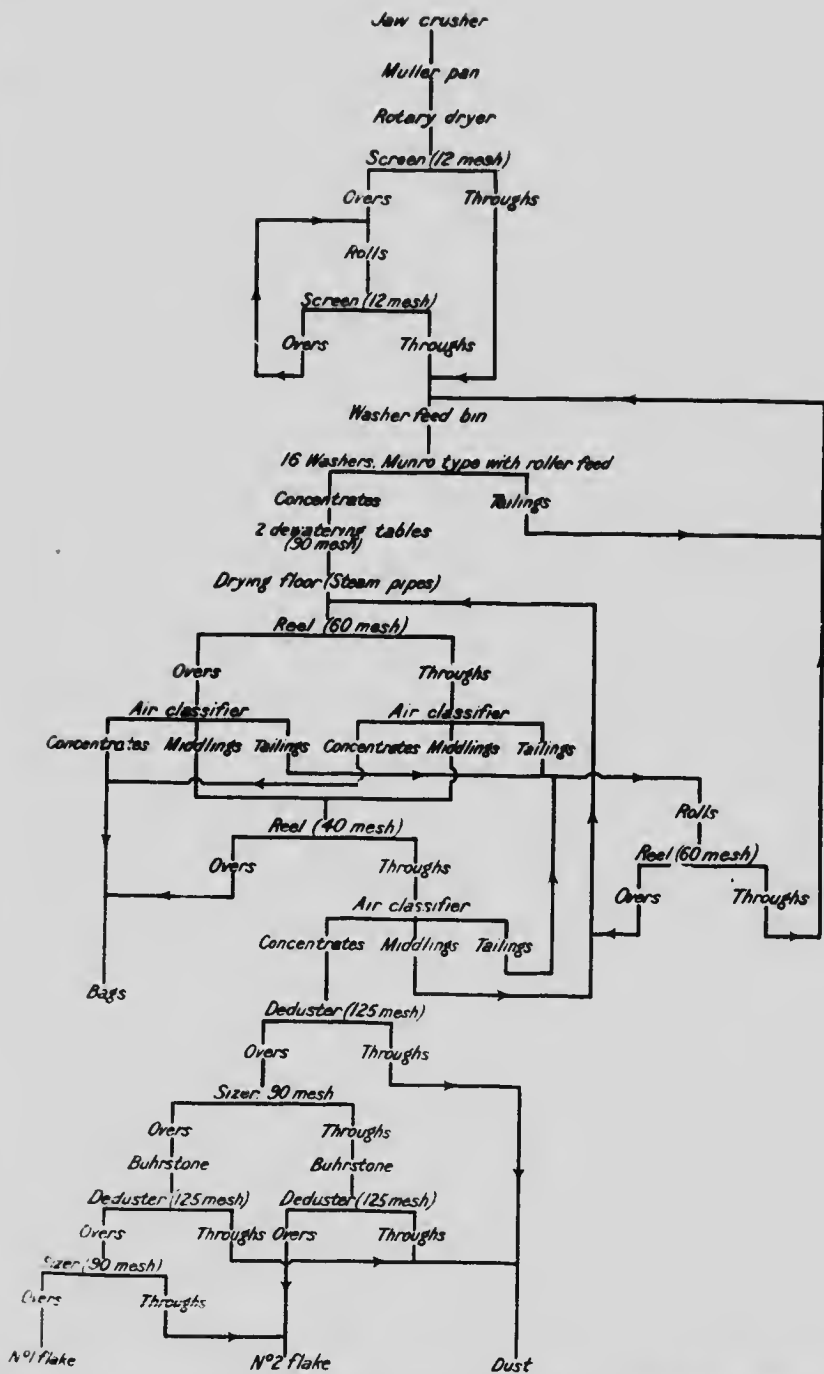 Jaw crusher
Muller pan
Rotary dryer
Screen (12 mesh)
Overs Throughs
Rolls
Screen (12 mesh)
Overs Throughs
Washer feed bin
16 Washers, Munro type with roller feed
Concentrates Tailings
2 dewatering tables
(90 mesh)
Drying floor (Steam pipes)
Reel (60 mesh)
Overs Throughs
Air classifier Air classifier
Concentrates Middlings Tailings Concentrates Middlings Tailings
Rolls
Reel (40 mesh) Reel (60 mesh)
Overs Throughs Overs Throughs
Air classifier
Concentrates Middlings Tailings
Bags
Deduster (125 mesh)
Overs Throughs
Sizer. 90 mesh
Overs Throughs
Buhrstone Buhrstone
Deduster (125 mesh) Deduster (125 mesh)
Overs Throughs Overs Throughs
Sizer (90 mesh)
Overs Throughs
Nº1 flake Nº2 flake Dust